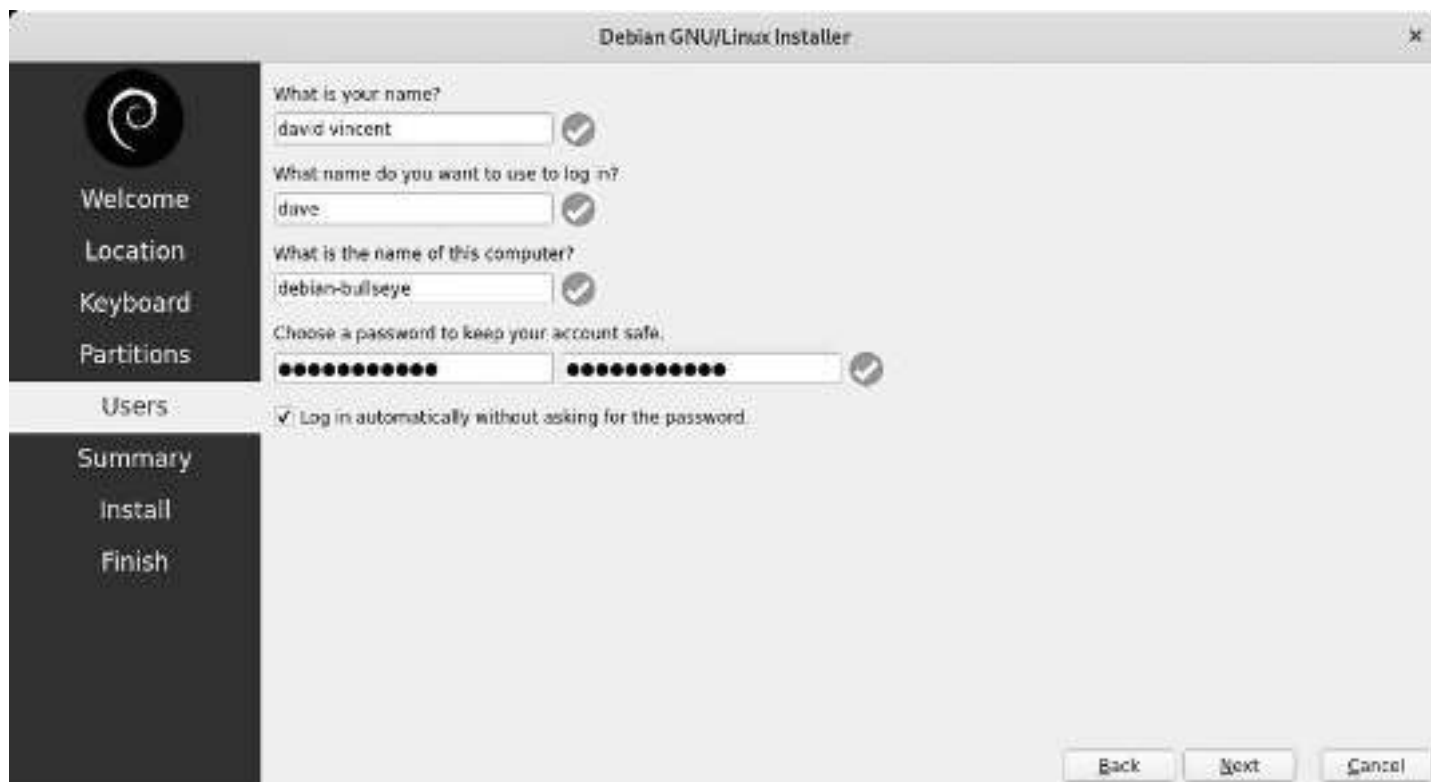 Debian GNU/Linux Installer
Welcome
Location
Keyboard
Partitions
Users
Summary
Install
Finish
What is your name?
david vincent
What name do you want to use to log in?
dave
What is the name of this computer?
debian-bullseye
Choose a password to keep your account safe.
●●●●●●●●●●● ●●●●●●●●●●●
Log in automatically without asking for the password.
Back Next Cancel